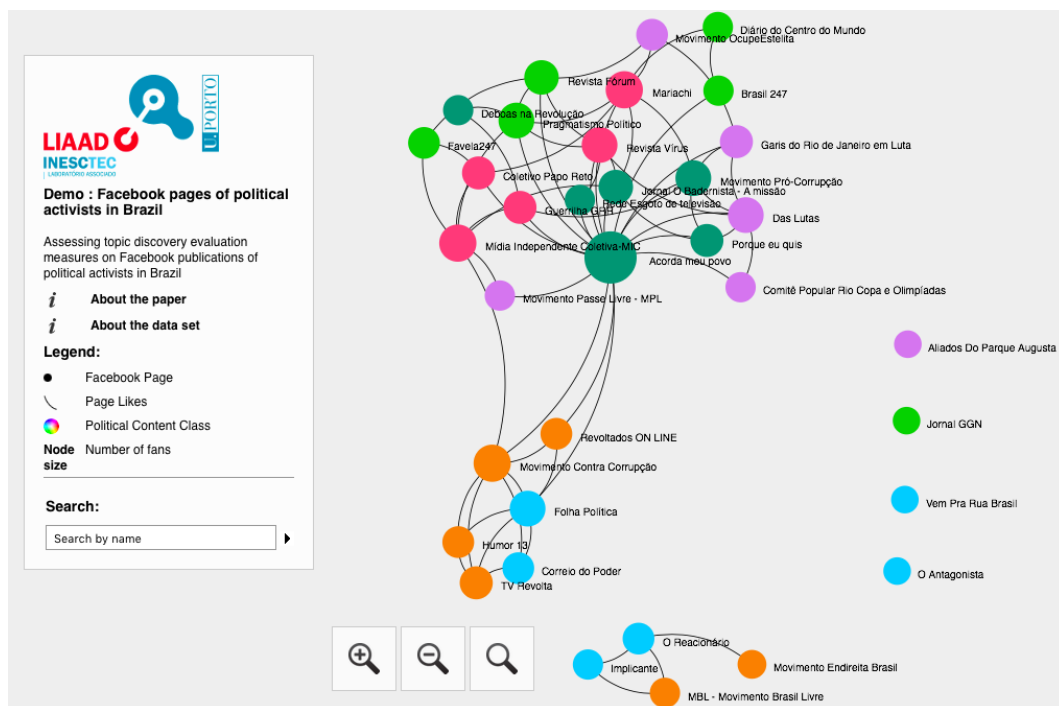 U.PORTO
LIAAD
INESCTEC
LABORATÓRIO ASSOCIADO
Demo : Facebook pages of political
activists in Brazil
Assessing topic discovery evaluation
measures on Facebook publications of
political activists in Brazil
i About the paper
i About the data set
Legend:
Facebook Page
Page Likes
Political Content Class
Node Number of fans
size
Search:
Search by name
Diário do Centro do Mundo
Movimento OcupeEstelita
Revista Fórum
Mariachi
Brasil 247
Deboas na Revolução
Pragmatismo Político
Favela247
Revista Vírus
Garis do Rio de Janeiro em Luta
Coletivo Papo Reto
Movimento Pró-Corrupção
Jornal O Badernista - A missão
Rede Esgoto de televisão
Guerrilha GRR
Das Lutas
Mídia Independente Coletiva-MIC
Porque eu quis
Acorda meu povo
Comitê Popular Rio Copa e Olimpíadas
Movimento Passe Livre - MPL
Aliados Do Parque Augusta
Jornal GGN
Revoltados ON LINE
Movimento Contra Corrupção
Vem Pra Rua Brasil
Folha Política
Humor 13
Correio do Poder
O Antagonista
TV Revolta
O Reacionário
Implicante
Movimento Endireita Brasil
MBL - Movimento Brasil Livre